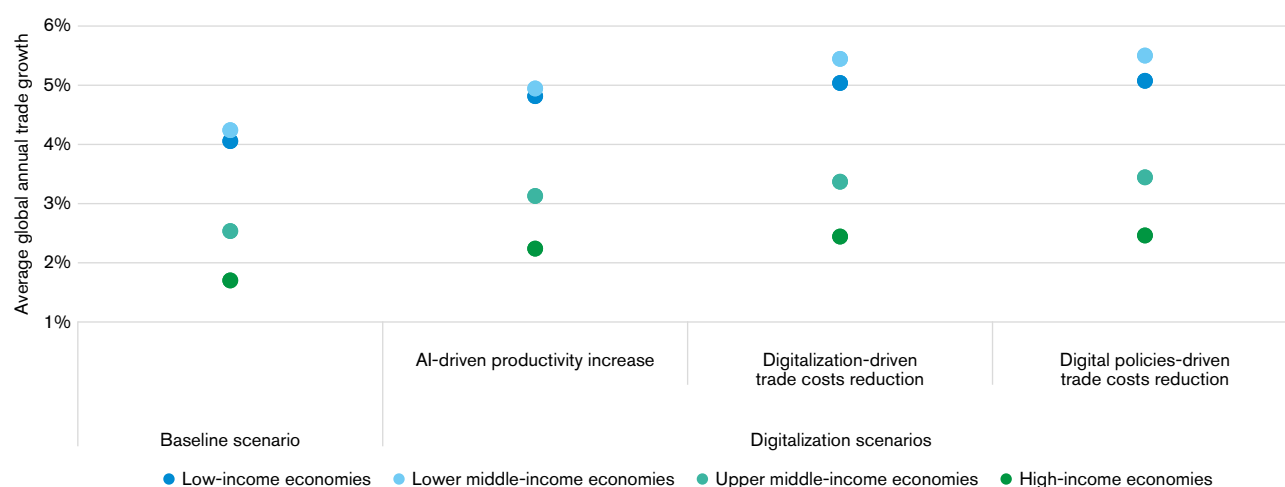 Average global annual trade growth
6%
5%
4%
3%
2%
1%
AI-driven productivity increase
Digitalization-driven
trade costs reduction
Digital policies-driven
trade costs reduction
Baseline scenario
Digitalization scenarios
Low-income economies
Lower middle-income economies
Upper middle-income economies
High-income economies